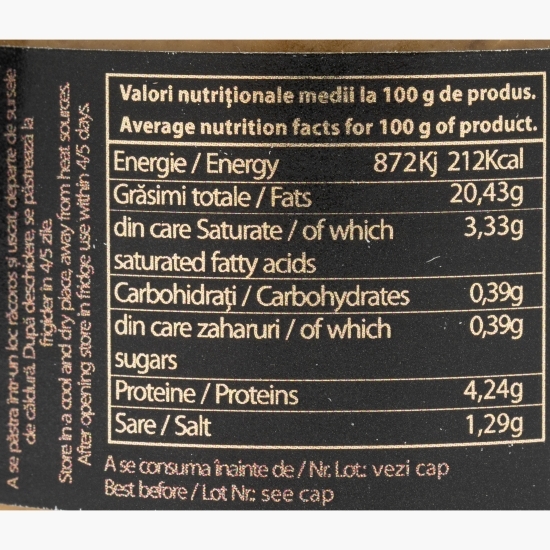 Valori nutriționale medii la 100 g de produs.
Average nutrition facts for 100 g of product.
Energie / Energy 872Kj 212Kcal
Grăsimi totale / Fats 20,43g
din care Saturate / of which 3,33g
saturated fatty acids
Carbohidrați / Carbohydrates 0,39g
din care zaharuri / of which 0,39g
sugars
Proteine / Proteins 4,24g
Sare / Salt 1,29g
A se consuma înainte de / Nr. Lot: vezi cap
Best before / Lot Nr.: see cap
A se păstra într-un loc răcoros și uscat, departe de sursele
de căldură. După deschidere, se păstrează la
frigider în 4/5 zile.
Store in a cool and dry place, away from heat sources.
After opening store in fridge use within 4/5 days.